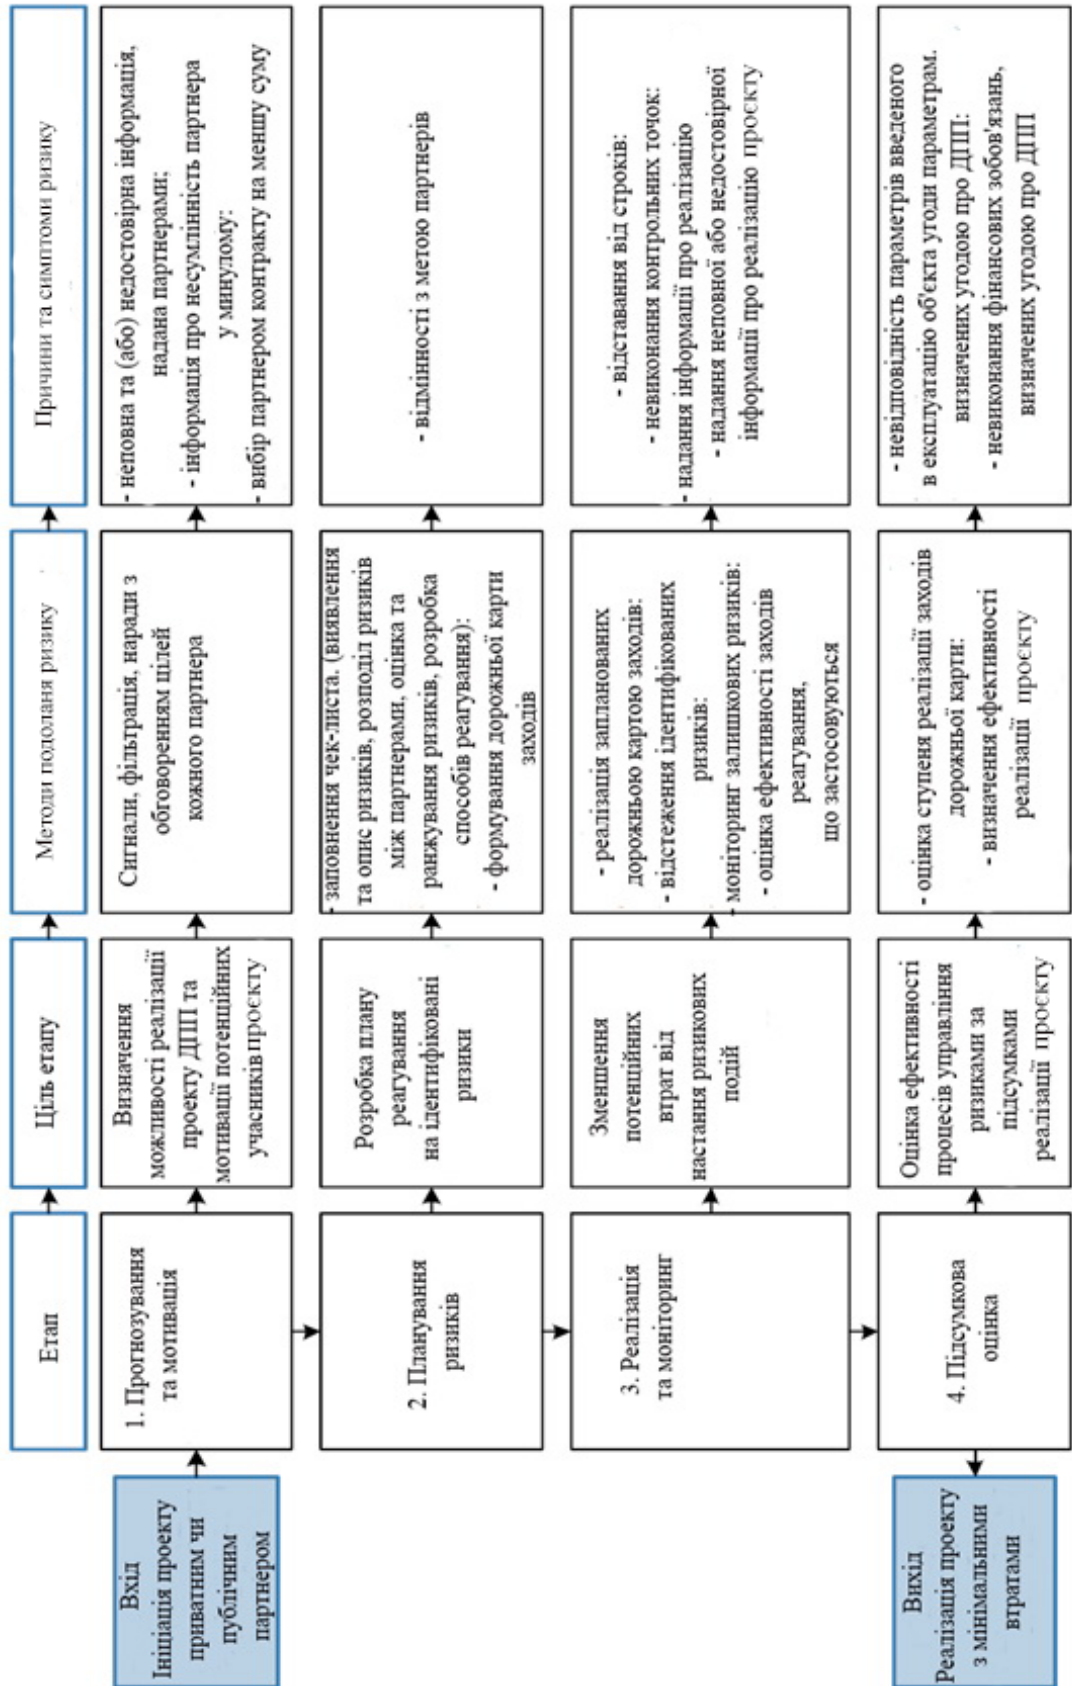 Етап
Ціль етапу
Методи подоланя ризику
Причини та симптоми ризику
Вхід
Ініціація проекту
приватним чи
публічним
партнером
1. Прогнозування
та мотивація
Визначення
можливості реалізації
проекту ДПП та
мотивації потенційних
учасників проєкту
Сигнали, фільтрація, наради з
обговоренням цілей
кожного партнера
- неповна та (або) недостовірна інформація,
надана партнерами;
- інформація про несумлінність партнера
у минулому:
- вибір партнером контракту на меншу суму
2. Планування
ризиків
Розробка плану
реагування
на ідентифіковані
ризики
- заповнення чек-листа. (виявлення
та опис ризиків, розподіл ризиків
між партнерами, оцінка та
ранжування ризиків, розробка
способів реагування):
- формування дорожньої карти
заходів
- відмінності з метою партнерів
3. Реалізація
та моніторинг
Зменшення
потенційних
втрат від
настання ризикових
подій
- реалізація запланованих
дорожньою картою заходів:
- відстеження ідентифікованих
ризиків:
- моніторинг залишкових ризиків:
- оцінка ефективності заходів
реагування,
що застосовуються
- відставання від строків:
- невиконання контрольних точок:
- надання інформації про реалізацію
- надання неповної або недостовірної
інформації про реалізацію проєкту
4. Підсумкова
оцінка
Оцінка ефективності
процесів управління
ризиками за
підсумками
реалізації проєкту
- оцінка ступеня реалізації заходів
дорожньої карти:
- визначення ефективності
реалізації проєкту
- невідповідність параметрів введеного
в експлуатацію об'єкта угоди параметрам.
визначених угодою про ДПП:
- невиконання фінансових зобов'язань,
визначених угодою про ДПП
Вихід
Реалізація проекту
з мінімальними
втратами